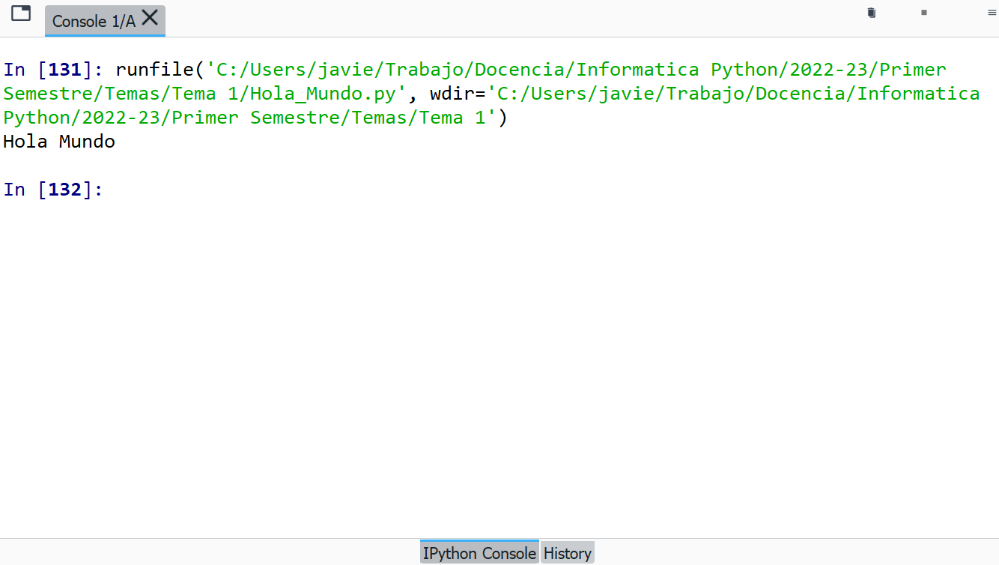 Console 1/A
In [131]: runfile('C:/Users/javie/Trabajo/Docencia/Informatica Python/2022-23/Primer
Semestre/Temas/Tema 1/Hola_Mundo.py', wdir='C:/Users/javie/Trabajo/Docencia/Informatica
Python/2022-23/Primer Semestre/Temas/Tema 1')
Hola Mundo
In [132]:
IPython Console History